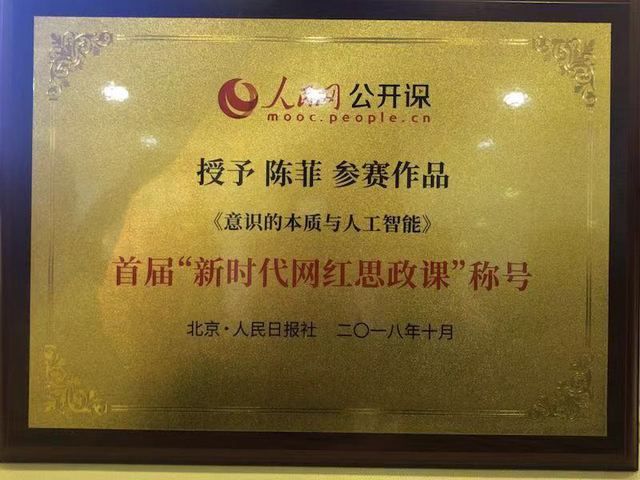 人民网 公开课
mooc.people.cn
授予 陈菲 参赛作品
《意识的本质与人工智能》
首届“新时代网红思政课”称号
北京·人民日报社 二〇一八年十月